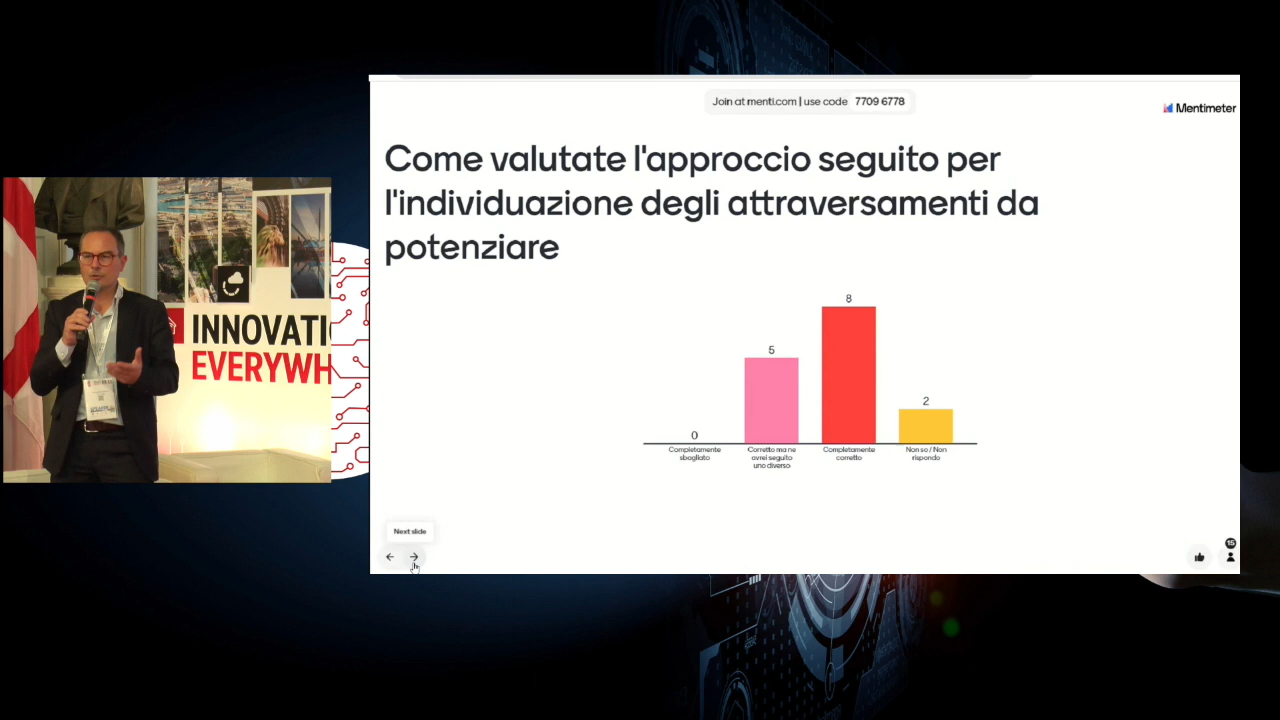 Join at menti.com | use code 7709 6778
Mentimeter
Come valutate l'approccio seguito per
l'individuazione degli attraversamenti da
potenziare
8
5
2
0
Completamente
sbagliato
Corretto ma ne
avrei seguito
uno diverso
Completamente
corretto
Non so / Non
rispondo
Next slide
15
INNOVATI
EVERYWH